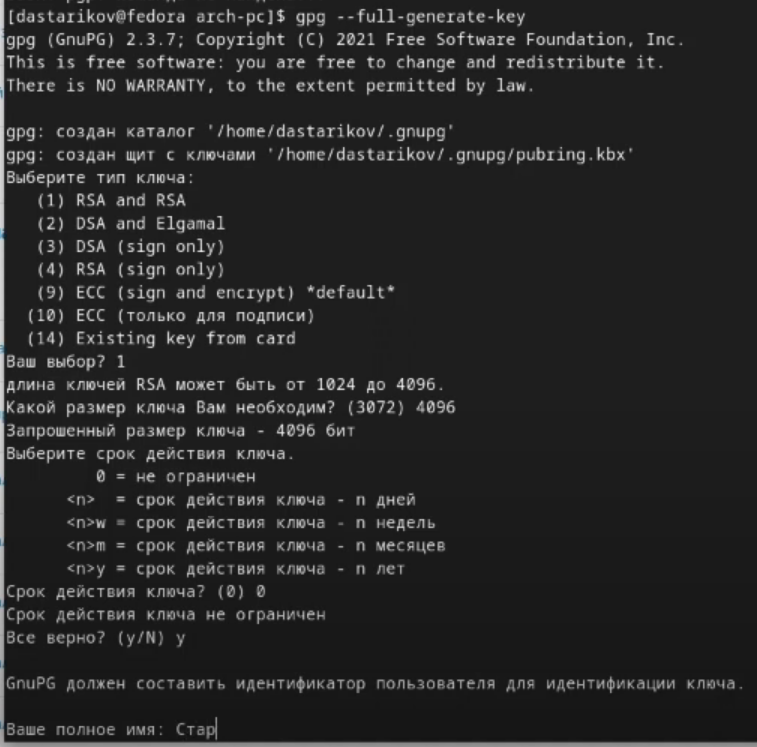 [dastarikov@fedora arch-pc]$ gpg --full-generate-key
gpg (GnuPG) 2.3.7; Copyright (C) 2021 Free Software Foundation, Inc.
This is free software: you are free to change and redistribute it.
There is NO WARRANTY, to the extent permitted by law.
gpg: создан каталог '/home/dastarikov/.gnupg'
gpg: создан щит с ключами '/home/dastarikov/.gnupg/pubring.kbx'
Выберите тип ключа:
(1) RSA and RSA
(2) DSA and Elgamal
(3) DSA (sign only)
(4) RSA (sign only)
(9) ECC (sign and encrypt) *default*
(10) ECC (только для подписи)
(14) Existing key from card
Ваш выбор? 1
длина ключей RSA может быть от 1024 до 4096.
Какой размер ключа Вам необходим? (3072) 4096
Запрошенный размер ключа - 4096 бит
Выберите срок действия ключа.
0 = не ограничен
<n> = срок действия ключа - n дней
<n>w = срок действия ключа - n недель
<n>m = срок действия ключа - n месяцев
<n>y = срок действия ключа - n лет
Срок действия ключа? (0) 0
Срок действия ключа не ограничен
Все верно? (y/N) y
GnuPG должен составить идентификатор пользователя для идентификации ключа.
Ваше полное имя: Стар